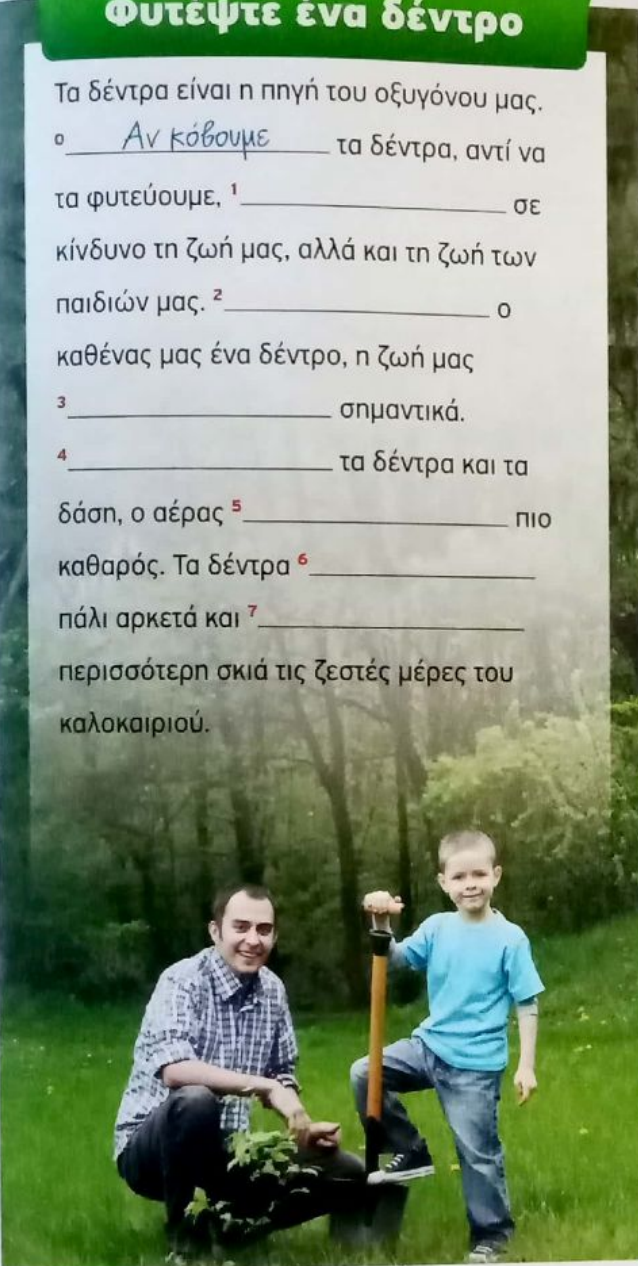 Φυτέψτε ένα δέντρο
Τα δέντρα είναι η πηγή του οξυγόνου μας.
0 Αν κόβουμε τα δέντρα, αντί να
τα φυτεύουμε, 1 σε
κίνδυνο τη ζωή μας, αλλά και τη ζωή των
παιδιών μας. 2 ο
καθένας μας ένα δέντρο, η ζωή μας
3 σημαντικά.
4 τα δέντρα και τα
δάση, ο αέρας 5 πιο
καθαρός. Τα δέντρα 6
πάλι αρκετά και 7
περισσότερη σκιά τις ζεστές μέρες του
καλοκαιριού.